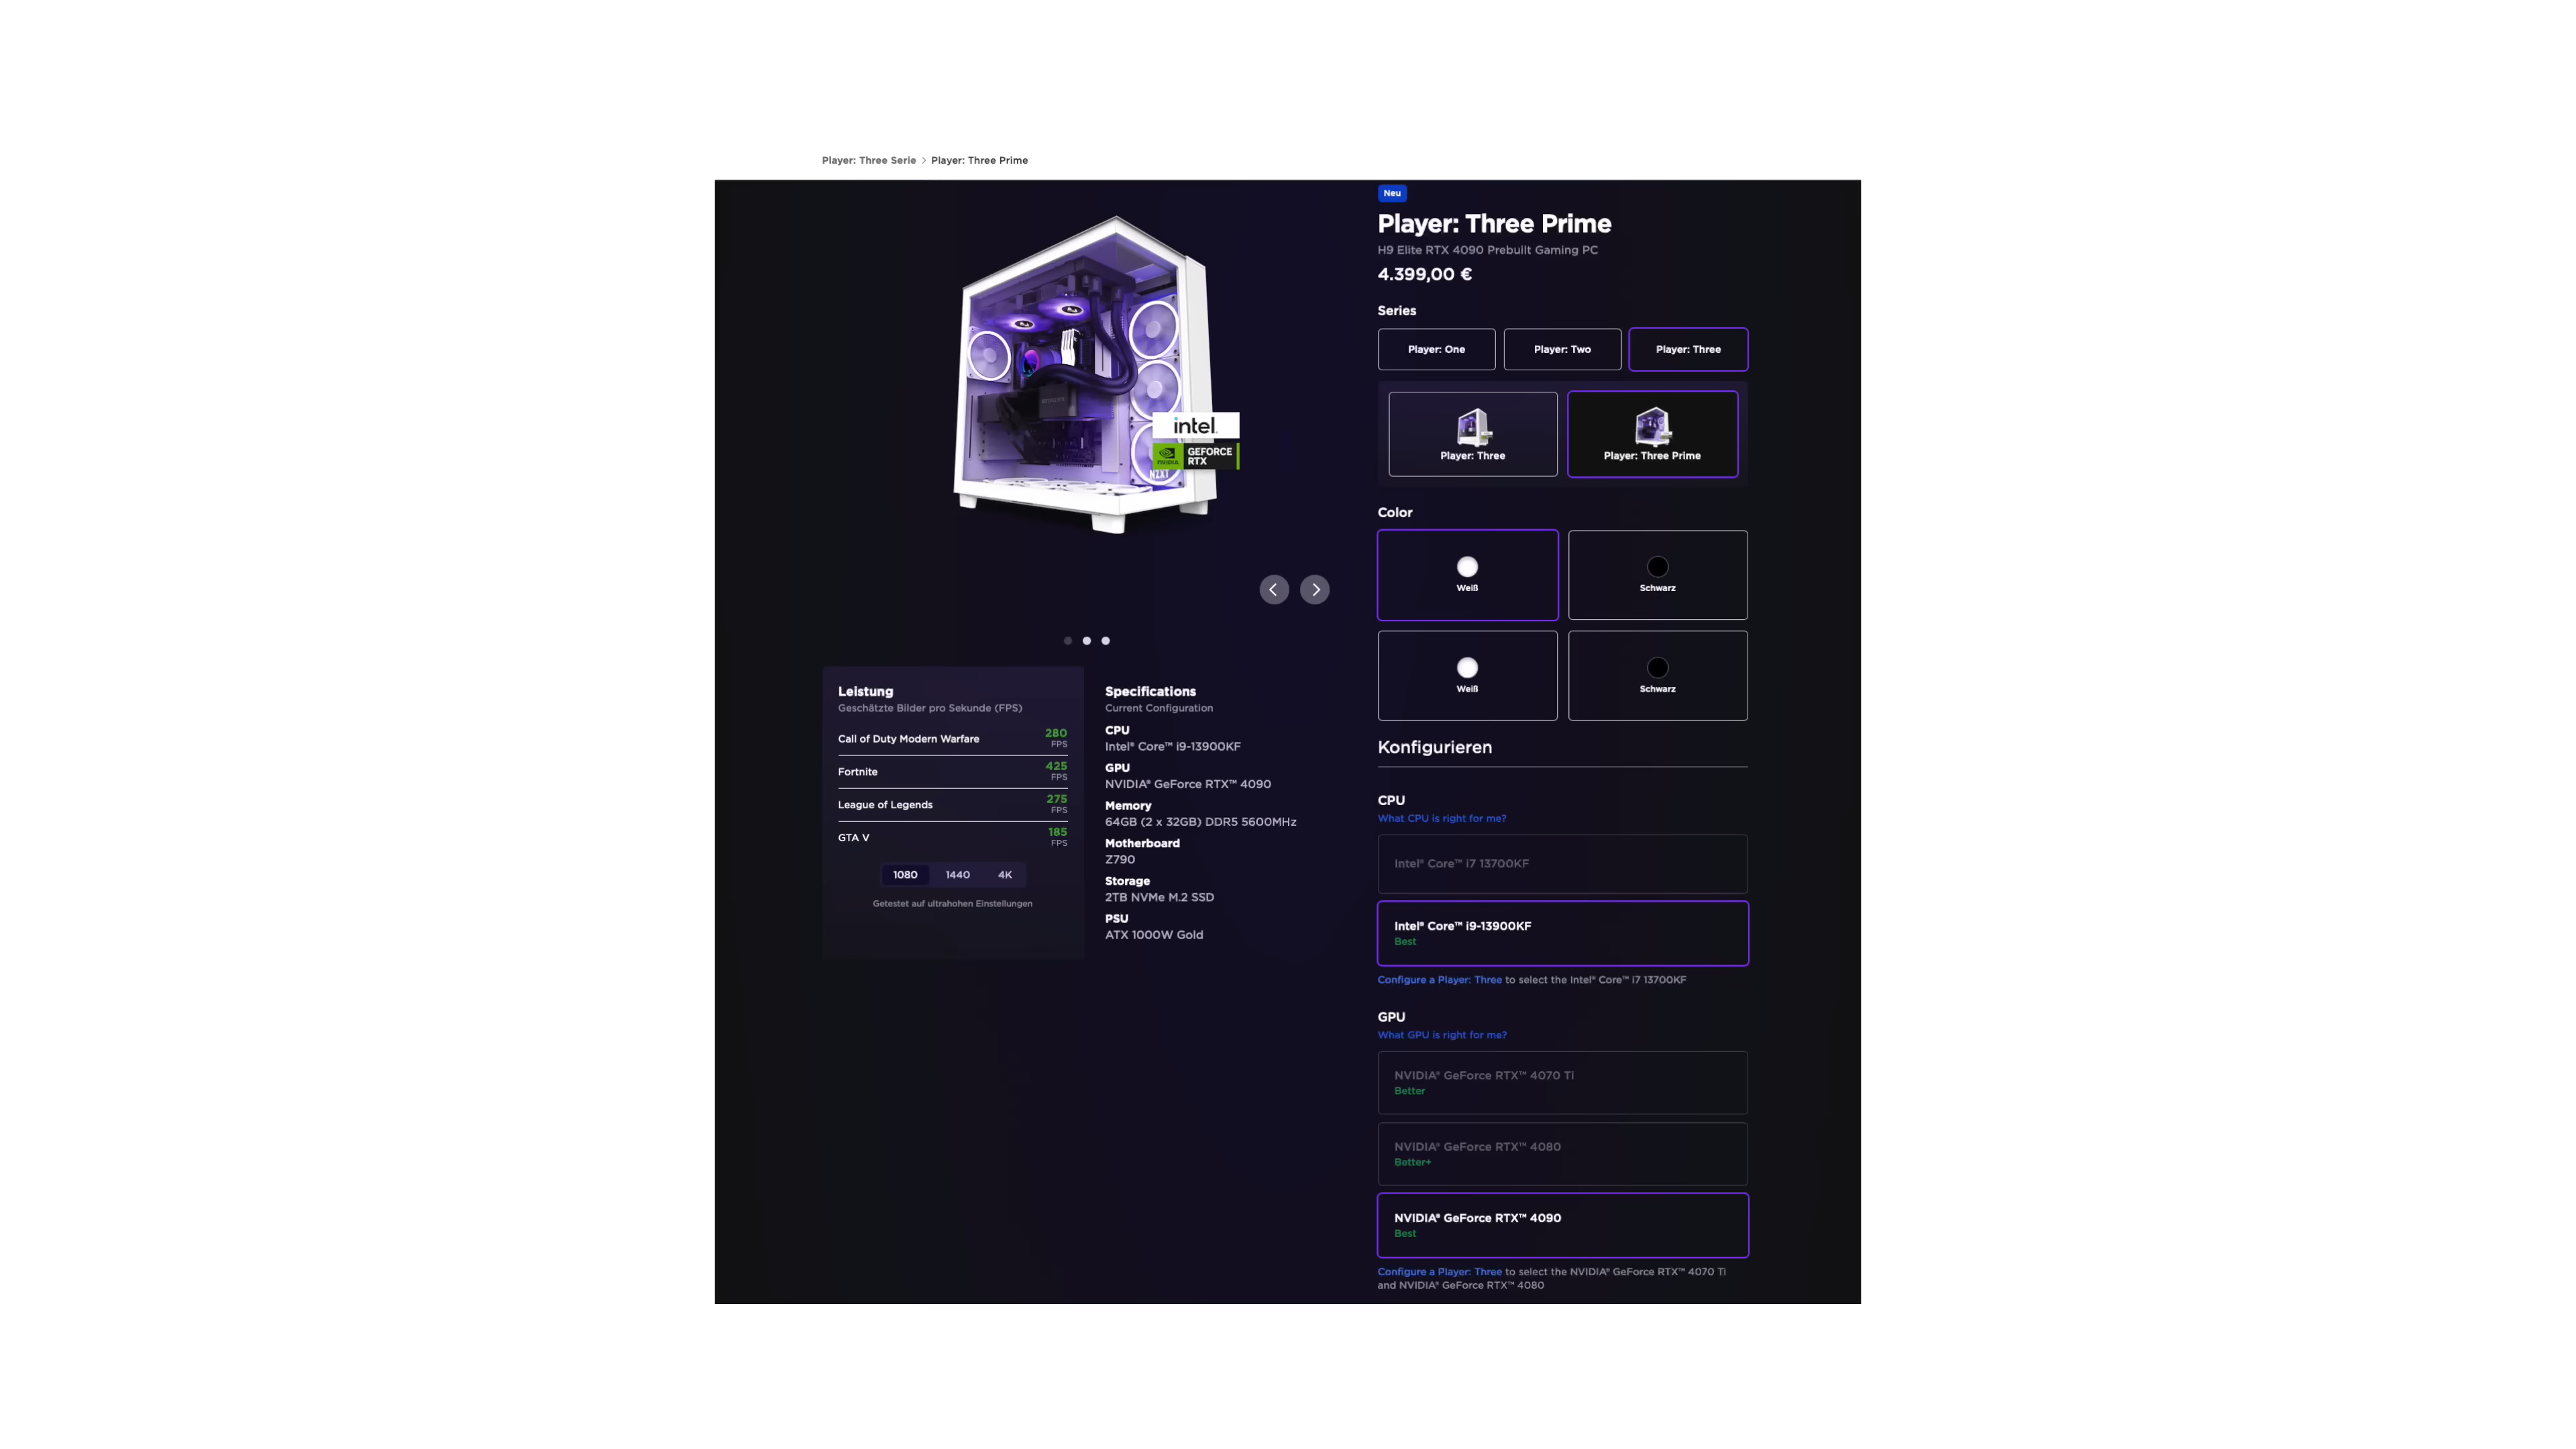 Player: Three Serie > Player: Three Prime
intel.
NVIDIA
GEFORCE
RTX
NZXT
Leistung
Geschätzte Bilder pro Sekunde (FPS)
Call of Duty Modern Warfare
280
FPS
Fortnite
425
FPS
League of Legends
275
FPS
GTA V
185
FPS
1080 1440 4K
Getestet auf ultrahohen Einstellungen
Specifications
Current Configuration
CPU
Intel® Core™ i9-13900KF
GPU
NVIDIA® GeForce RTX™ 4090
Memory
64GB (2 x 32GB) DDR5 5600MHz
Motherboard
Z790
Storage
2TB NVMe M.2 SSD
PSU
ATX 1000W Gold
Neu
Player: Three Prime
H9 Elite RTX 4090 Prebuilt Gaming PC
4.399,00 €
Series
Player: One
Player: Two
Player: Three
Player: Three
Player: Three Prime
Color
Weiß
Schwarz
Weiß
Schwarz
Konfigurieren
CPU
What CPU is right for me?
Intel® Core™ i7 13700KF
Intel® Core™ i9-13900KF
Best
Configure a Player: Three to select the Intel® Core™ i7 13700KF
GPU
What GPU is right for me?
NVIDIA® GeForce RTX™ 4070 Ti
Better
NVIDIA® GeForce RTX™ 4080
Better+
NVIDIA® GeForce RTX™ 4090
Best
Configure a Player: Three to select the NVIDIA® GeForce RTX™ 4070 Ti
and NVIDIA® GeForce RTX™ 4080